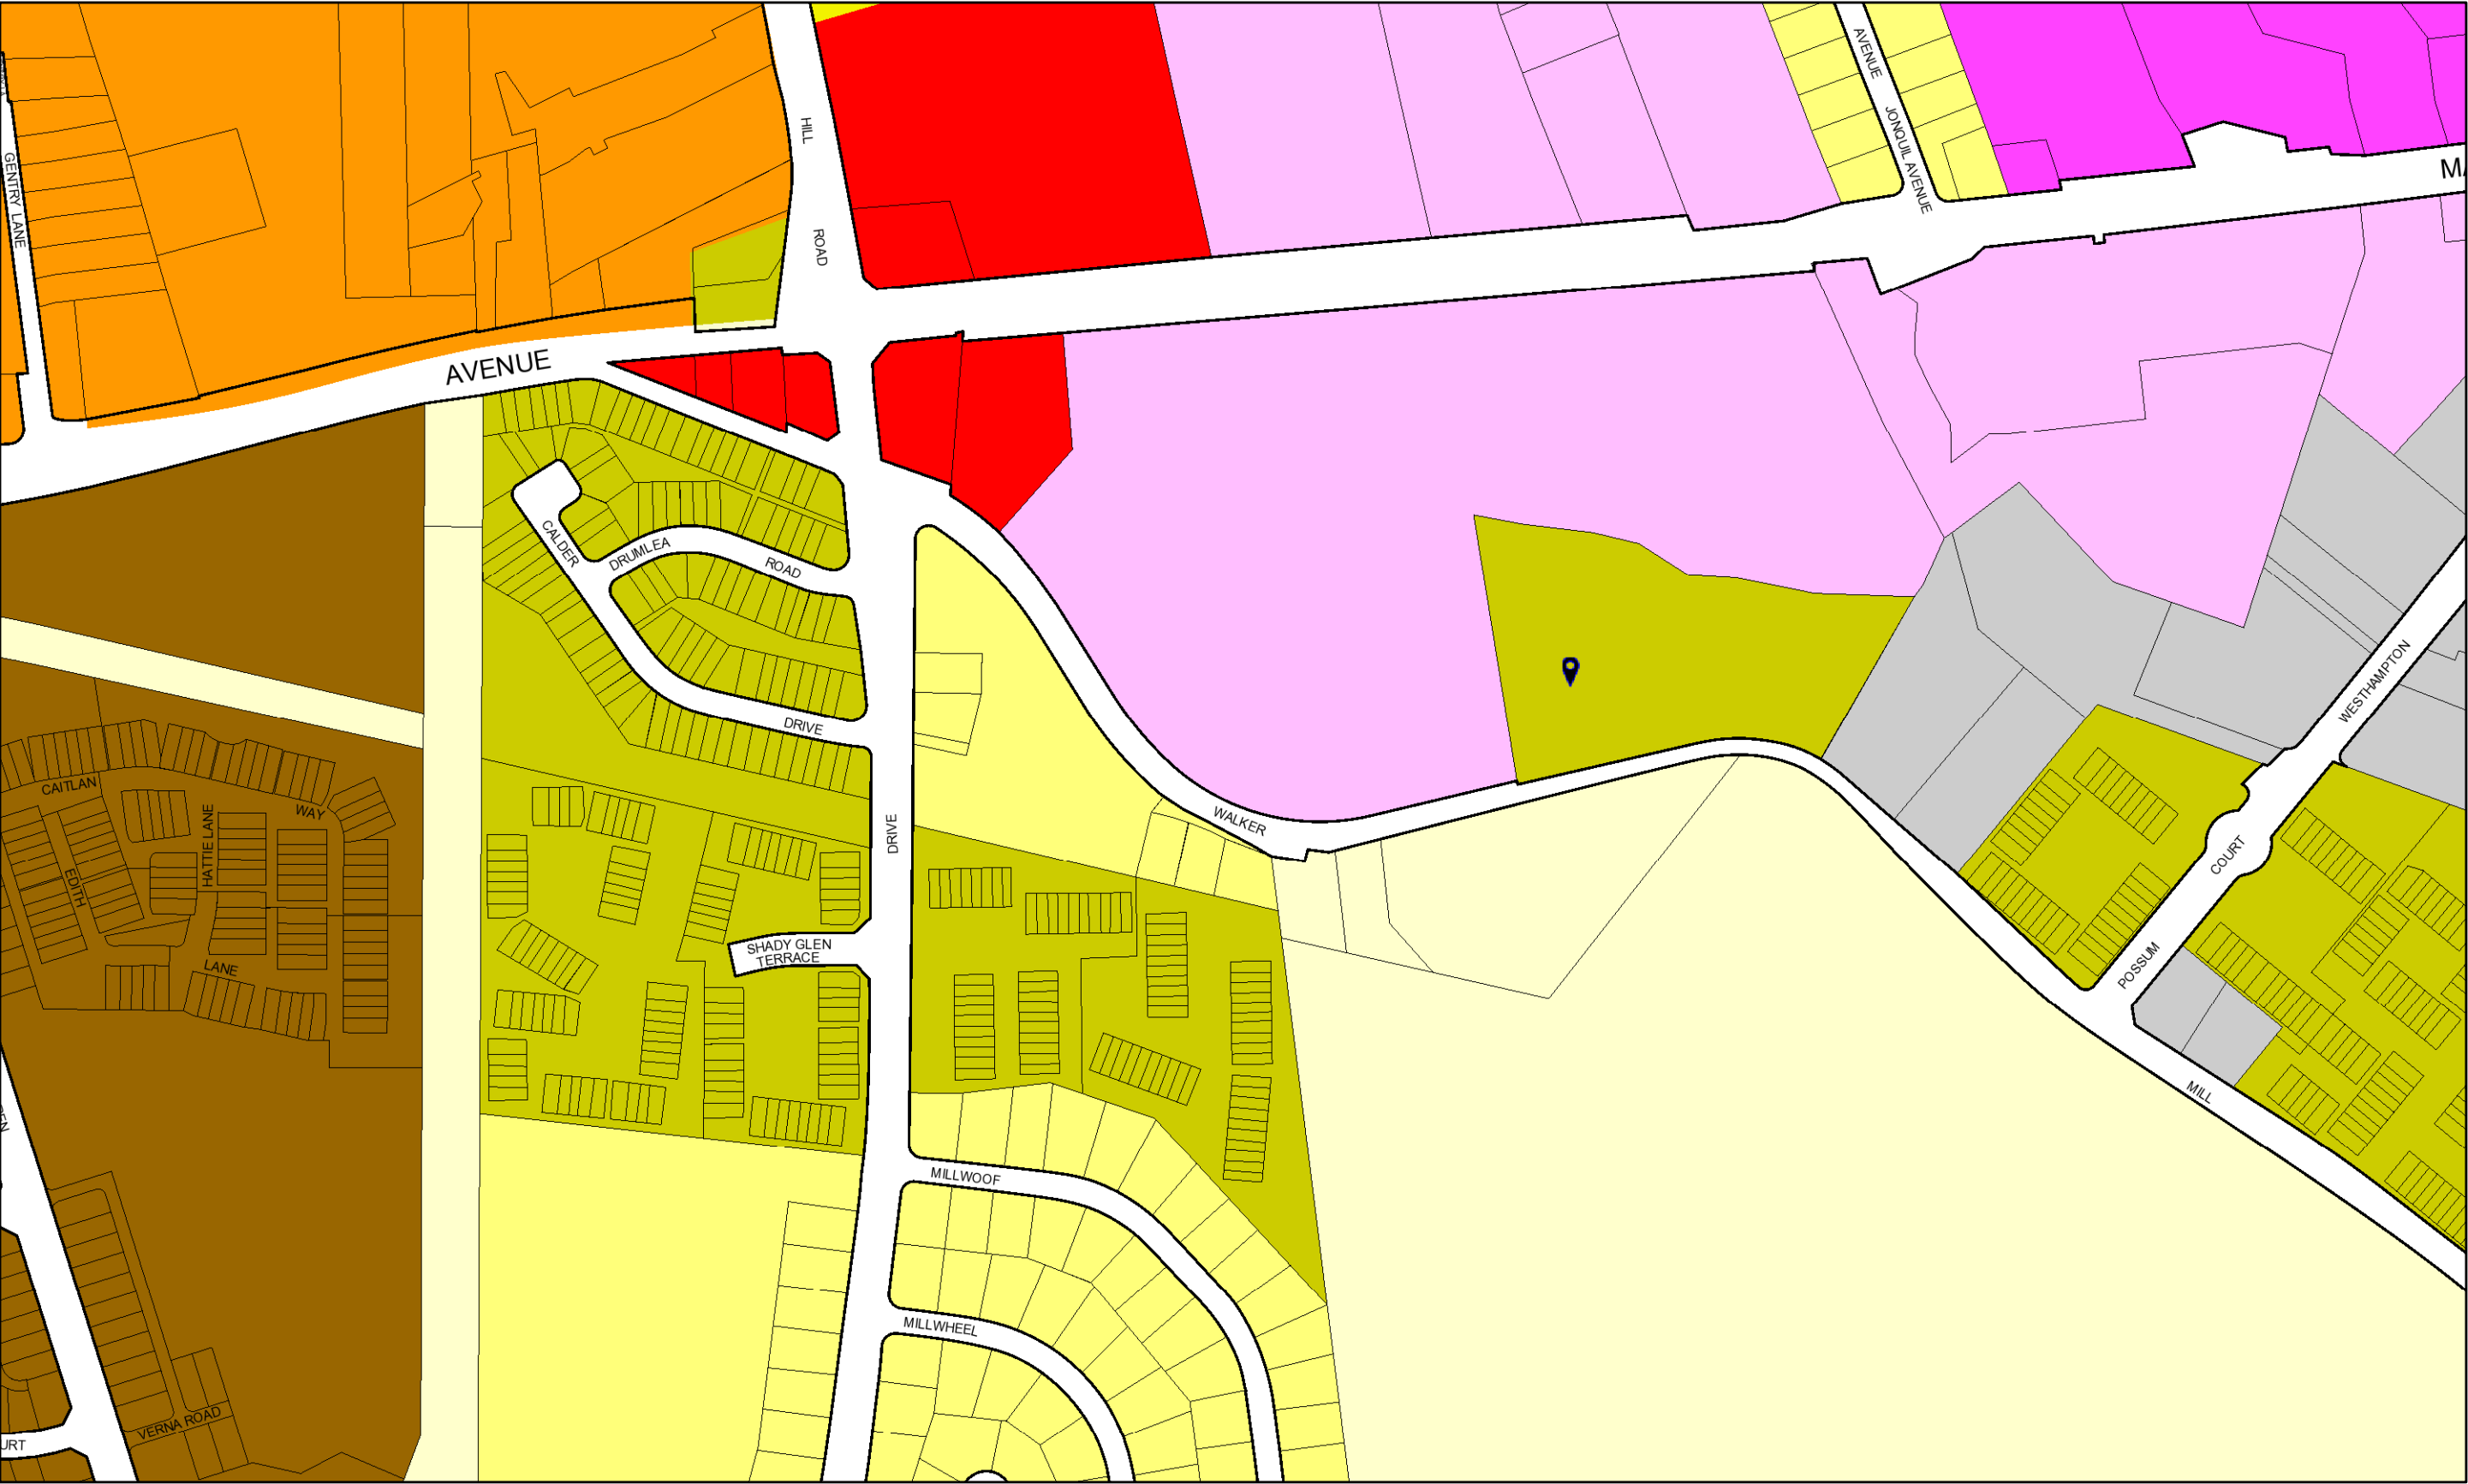 AVENUE
JONQUIL AVENUE
HILL
ROAD
GENTRY LANE
MA
AVENUE
CALDER
DRUMLEA
ROAD
DRIVE
WESTHAMPTON
CAITLAN
WAY
HATTIE LANE
EDITH
LANE
DRIVE
WALKER
COURT
SHADY GLEN
TERRACE
POSSUM
MILL
MILLWOOF
MILLWHEEL
VERNA ROAD
URT